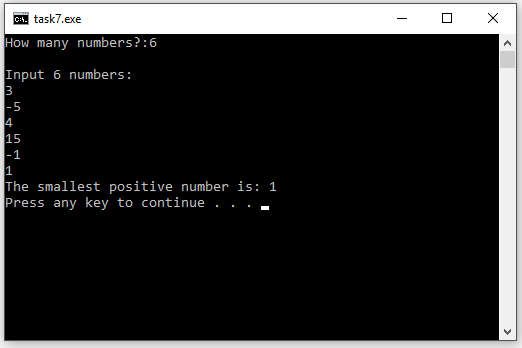 task7.exe
How many numbers?:6
Input 6 numbers:
3
-5
4
15
-1
1
The smallest positive number is: 1
Press any key to continue . . .